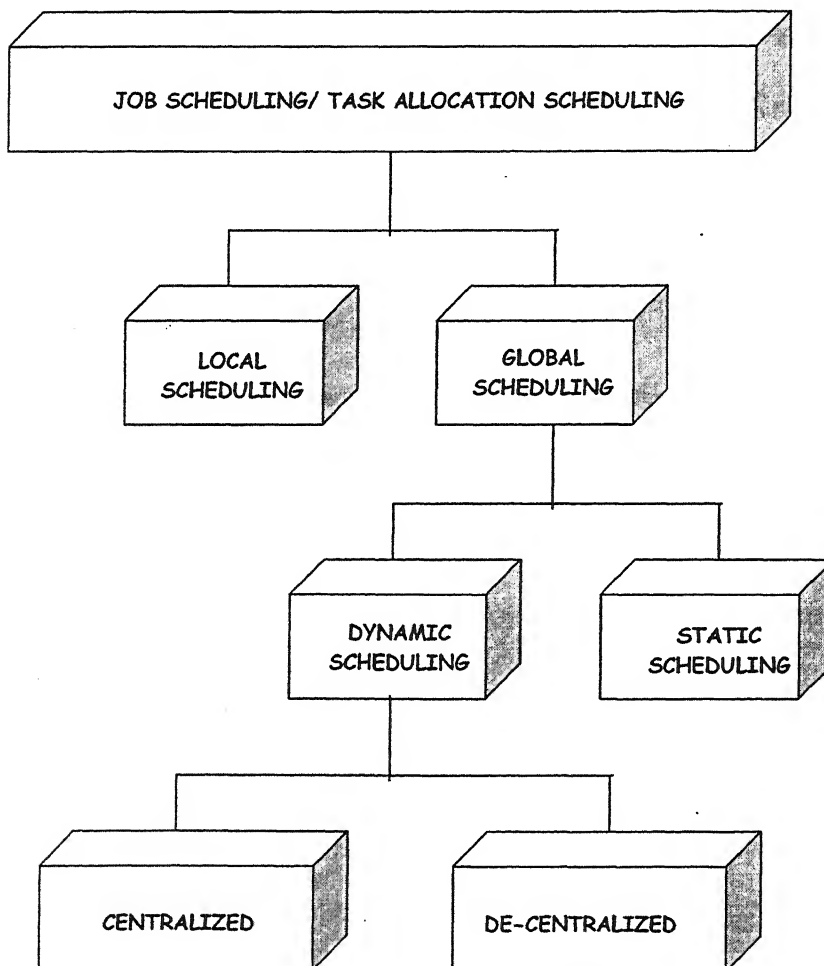 JOB SCHEDULING/ TASK ALLOCATION SCHEDULING
LOCAL
SCHEDULING
GLOBAL
SCHEDULING
DYNAMIC
SCHEDULING
STATIC
SCHEDULING
CENTRALIZED
DE-CENTRALIZED